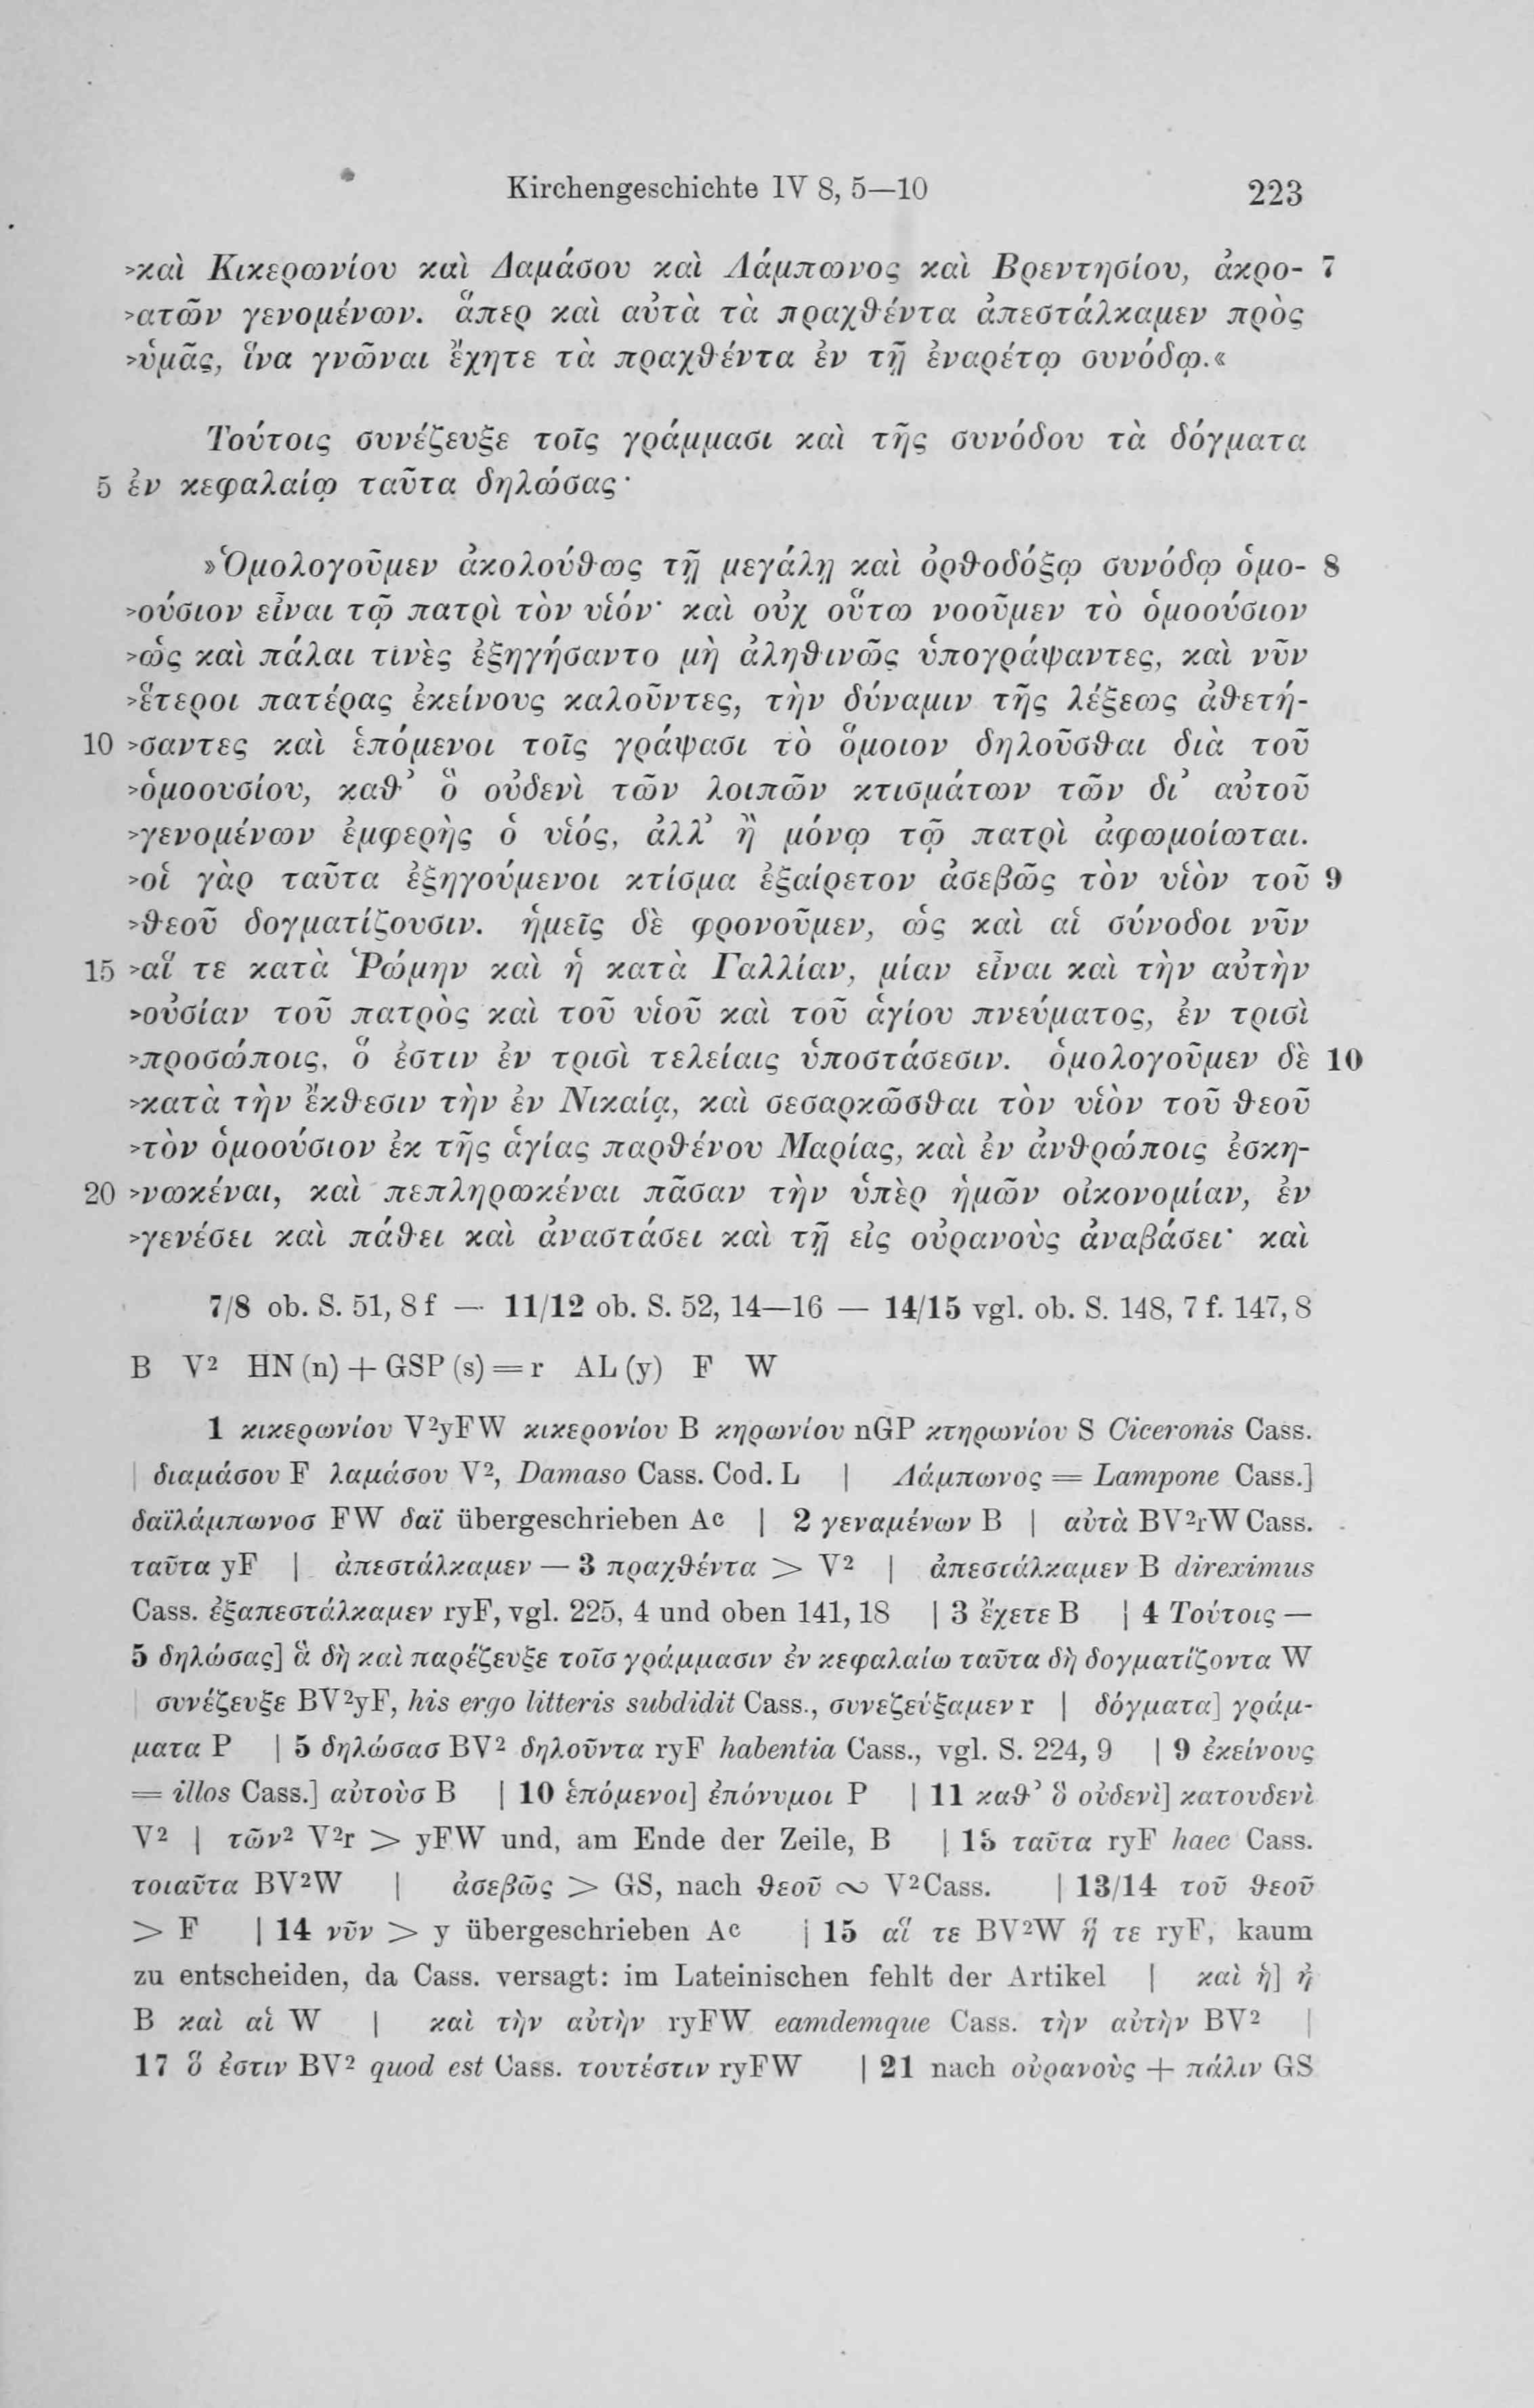 Kirchengeschichte IV 8, 5—10 223
>καὶ Κικερωνίου καὶ Δαμάσου καὶ Λάμπωνος καὶ Βρεντησίου, ἀκρο- 7
>ατῶν γενομένων. ἅπερ καὶ αὐτὰ τὰ πραχθέντα ἀπεστάλκαμεν πρὸς
>ὑμᾶς, ἵνα γνῶναι ἔχητε τὰ πραχθέντα ἐν τῇ ἐναρέτῳ συνόδῳ.«
Τούτοις συνέζευξε τοῖς γράμμασι καὶ τῆς συνόδου τὰ δόγματα
5 ἐν κεφαλαίῳ ταῦτα δηλώσας·
»Ὁμολογοῦμεν ἀκολούθως τῇ μεγάλῃ καὶ ὀρθοδόξῳ συνόδῳ ὁμο- 8
>ούσιον εἶναι τῷ πατρὶ τὸν υἱόν· καὶ οὐχ οὕτω νοοῦμεν τὸ ὁμοούσιον
>ὡς καὶ πάλαι τινὲς ἐξηγήσαντο μὴ ἀληθινῶς ὑπογράψαντες, καὶ νῦν
>ἕτεροι πατέρας ἐκείνους καλοῦντες, τὴν δύναμιν τῆς λέξεως ἀθετή-
10 >σαντες καὶ ἑπόμενοι τοῖς γράψασι τὸ ὅμοιον δηλοῦσθαι διὰ τοῦ
>ὁμοουσίου, καθ’ ὃ οὐδενὶ τῶν λοιπῶν κτισμάτων τῶν δι’ αὐτοῦ
>γενομένων ἐμφερὴς ὁ υἱός, ἀλλ’ ἢ μόνῳ τῷ πατρὶ ἀφωμοίωται.
>οἱ γὰρ ταῦτα ἐξηγούμενοι κτίσμα ἐξαίρετον ἀσεβῶς τὸν υἱὸν τοῦ 9
>θεοῦ δογματίζουσιν. ἡμεῖς δὲ φρονοῦμεν, ὡς καὶ αἱ σύνοδοι νῦν
15 >αἵ τε κατὰ Ῥώμην καὶ ἡ κατὰ Γαλλίαν, μίαν εἶναι καὶ τὴν αὐτὴν
>οὐσίαν τοῦ πατρὸς καὶ τοῦ υἱοῦ καὶ τοῦ ἁγίου πνεύματος, ἐν τρισὶ
>προσώποις, ὅ ἐστιν ἐν τρισὶ τελείαις ὑποστάσεσιν. ὁμολογοῦμεν δὲ 10
>κατὰ τὴν ἔκθεσιν τὴν ἐν Νικαίᾳ, καὶ σεσαρκῶσθαι τὸν υἱὸν τοῦ θεοῦ
>τὸν ὁμοούσιον ἐκ τῆς ἁγίας παρθένου Μαρίας, καὶ ἐν ἀνθρώποις ἐσκη-
20 >νωκέναι, καὶ πεπληρωκέναι πᾶσαν τὴν ὑπὲρ ἡμῶν οἰκονομίαν, ἐν
>γενέσει καὶ πάθει καὶ ἀναστάσει καὶ τῇ εἰς οὐρανοὺς ἀναβάσει· καὶ
7/8 ob. S. 51, 8 f — 11/12 ob. S. 52, 14—16 — 14/15 vgl. ob. S. 148, 7 f. 147, 8
B V² HN (n) + GSP (s) = r AL (y) F W
1 κικερωνίου V²yFW κικερονίου B κηρωνίου nGP κτηρωνίου S Ciceronis Cass.
| διαμάσου F λαμάσου V², Damaso Cass. Cod. L | Λάμπωνος = Lampone Cass.]
δαϊλάμπωνοσ FW δαϊ übergeschrieben Aᶜ | 2 γεναμένων B | αὐτὰ BV²rW Cass.
ταῦτα yF | ἀπεστάλκαμεν — 3 πραχθέντα > V² | ἀπεστάλκαμεν B direximus
Cass. ἐξαπεστάλκαμεν ryF, vgl. 225, 4 und oben 141, 18 | 3 ἔχετε B | 4 Τούτοις —
5 δηλώσας] ἃ δὴ καὶ παρέζευξε τοῖσ γράμμασιν ἐν κεφαλαίω ταῦτα δὴ δογματίζοντα W
| συνέζευξε BV²yF, his ergo litteris subdidit Cass., συνεζεύξαμεν r | δόγματα] γράμ-
ματα P | 5 δηλώσασ BV² δηλοῦντα ryF habentia Cass., vgl. S. 224, 9 | 9 ἐκείνους
= illos Cass.] αὐτοὺσ B | 10 ἑπόμενοι] ἐπόνυμοι P | 11 καθ’ ὃ οὐδενὶ] κατουδενὶ
V² | τῶν² V²r > yFW und, am Ende der Zeile, B | 13 ταῦτα ryF haec Cass.
τοιαῦτα BV²W | ἀσεβῶς > GS, nach θεοῦ ∾ V²Cass. | 13/14 τοῦ θεοῦ
> F | 14 νῦν > y übergeschrieben Aᶜ | 15 αἵ τε BV²W ἥ τε ryF, kaum
zu entscheiden, da Cass. versagt: im Lateinischen fehlt der Artikel | καὶ ἡ] ἡ
B καὶ αἱ W | καὶ τὴν αὐτὴν ryFW eamdemque Cass. τὴν αὐτὴν BV² |
17 ὅ ἐστιν BV² quod est Cass. τουτέστιν ryFW | 21 nach οὐρανοὺς + πάλιν GS